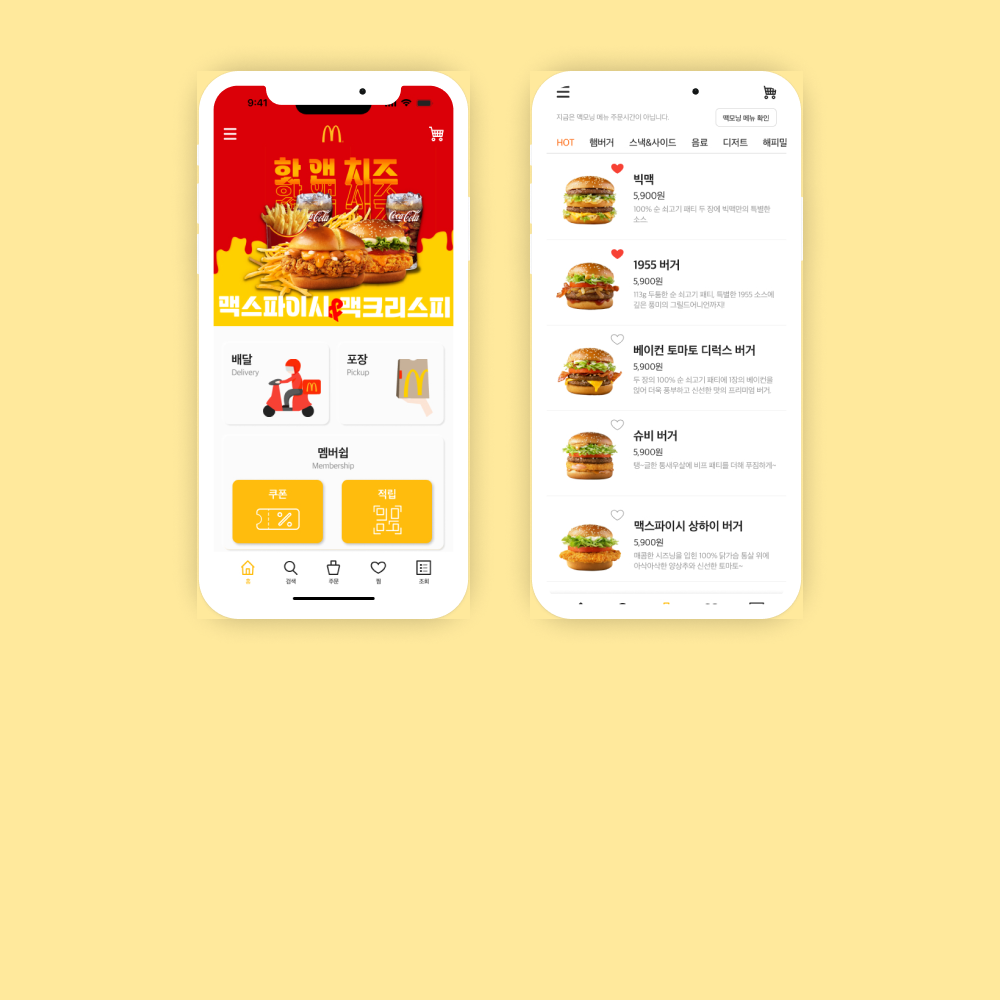 9:41
핫 앤 치즈
핫 앤 치즈
Coca-Cola
Coca-Cola
맥스파이시&맥크리스피
배달
Delivery
포장
Pickup
멤버쉽
Membership
쿠폰
적립
홈
검색
주문
찜
조회
지금은 맥모닝 메뉴 주문시간이 아닙니다.
맥모닝 메뉴 확인
HOT 햄버거 스낵&사이드 음료 디저트 해피밀
빅맥
5,900원
100% 순 쇠고기 패티 두 장에 빅맥만의 특별한
소스.
1955 버거
5,900원
113g 두툼한 순 쇠고기 패티, 특별한 1955 소스에
깊은 풍미의 그릴드어니언까지!
베이컨 토마토 디럭스 버거
5,900원
두 장의 100% 순 쇠고기 패티에 1장의 베이컨을
얹어 더욱 풍부하고 신선한 맛의 프리미엄 버거.
슈비 버거
5,900원
탱~글한 통새우살에 비프 패티를 더해 푸짐하게~
맥스파이시 상하이 버거
5,900원
매콤한 시즈닝을 입힌 100% 닭가슴 통살 위에
아삭아삭한 양상추와 신선한 토마토~